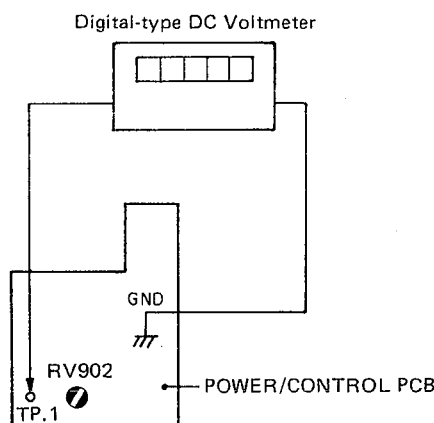 Digital-type DC Voltmeter
GND
RV902
POWER/CONTROL PCB
TP.1